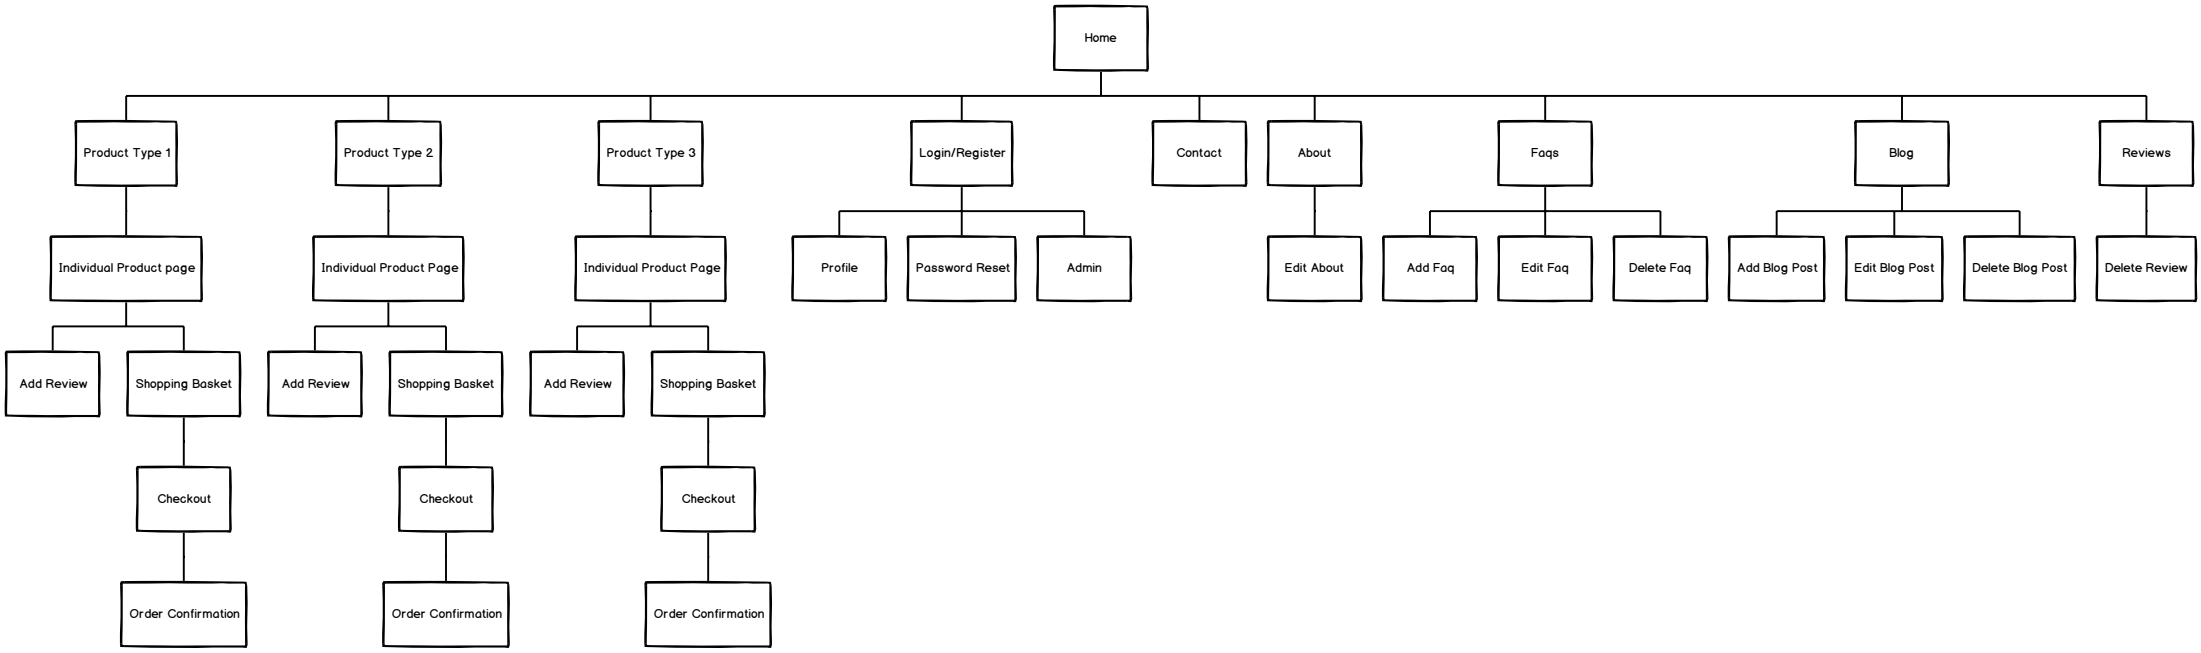 Home
Product Type 1
Product Type 2
Product Type 3
Login/Register
Contact
About
Faqs
Blog
Reviews
Individual Product page
Individual Product Page
Individual Product Page
Profile
Password Reset
Admin
Edit About
Add Faq
Edit Faq
Delete Faq
Add Blog Post
Edit Blog Post
Delete Blog Post
Delete Review
Add Review
Shopping Basket
Add Review
Shopping Basket
Add Review
Shopping Basket
Checkout
Checkout
Checkout
Order Confirmation
Order Confirmation
Order Confirmation